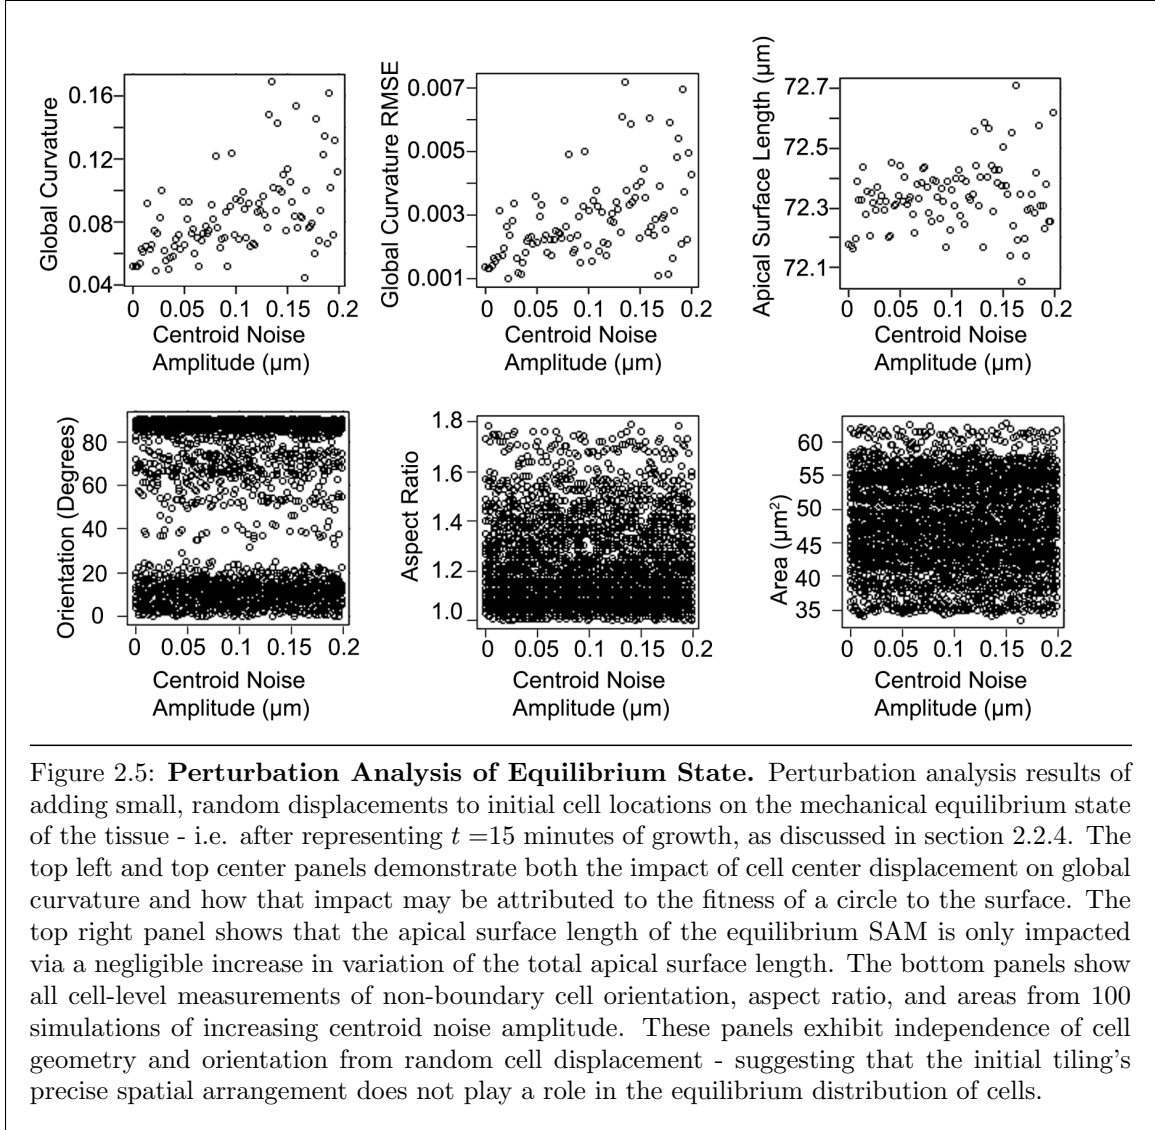 Global Curvature
0.16
0.12
0.08
0.04
0 0.05 0.1 0.15 0.2
Centroid Noise
Amplitude (μm)
Global Curvature RMSE
0.007
0.005
0.003
0.001
0 0.05 0.1 0.15 0.2
Centroid Noise
Amplitude (μm)
Apical Surface Length (μm)
72.7
72.5
72.3
72.1
0 0.05 0.1 0.15 0.2
Centroid Noise
Amplitude (μm)
Orientation (Degrees)
80
60
40
20
0
0 0.05 0.1 0.15 0.2
Centroid Noise
Amplitude (μm)
Aspect Ratio
1.8
1.6
1.4
1.2
1.0
0 0.05 0.1 0.15 0.2
Centroid Noise
Amplitude (μm)
Area (μm²)
60
55
50
45
40
35
0 0.05 0.1 0.15 0.2
Centroid Noise
Amplitude (μm)
Figure 2.5: Perturbation Analysis of Equilibrium State. Perturbation analysis results of
adding small, random displacements to initial cell locations on the mechanical equilibrium state
of the tissue - i.e. after representing t =15 minutes of growth, as discussed in section 2.2.4. The
top left and top center panels demonstrate both the impact of cell center displacement on global
curvature and how that impact may be attributed to the fitness of a circle to the surface. The
top right panel shows that the apical surface length of the equilibrium SAM is only impacted
via a negligible increase in variation of the total apical surface length. The bottom panels show
all cell-level measurements of non-boundary cell orientation, aspect ratio, and areas from 100
simulations of increasing centroid noise amplitude. These panels exhibit independence of cell
geometry and orientation from random cell displacement - suggesting that the initial tiling's
precise spatial arrangement does not play a role in the equilibrium distribution of cells.